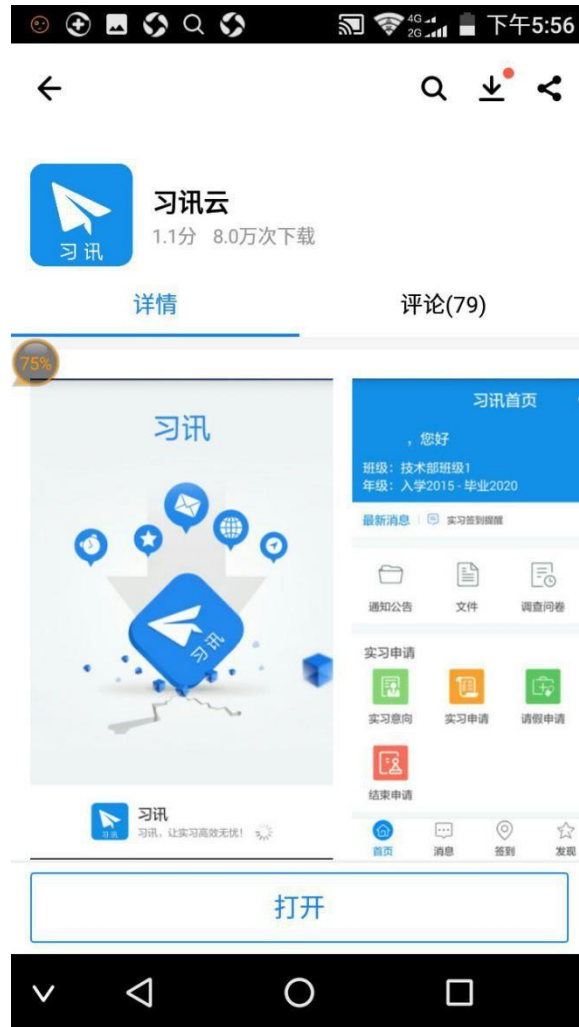 4G
2G
下午5:56
习讯
习讯云
1.1分 8.0万次下载
详情
评论(79)
75%
习讯
习讯
习讯
习讯,让实习高效无忧!
习讯
习讯首页
,您好
班级:技术部班级1
年级:入学2015-毕业2020
最新消息 实习签到提醒
通知公告 文件 调查问卷
实习申请
实习意向 实习申请 请假申请
结束申请
首页 消息 签到 发现
打开